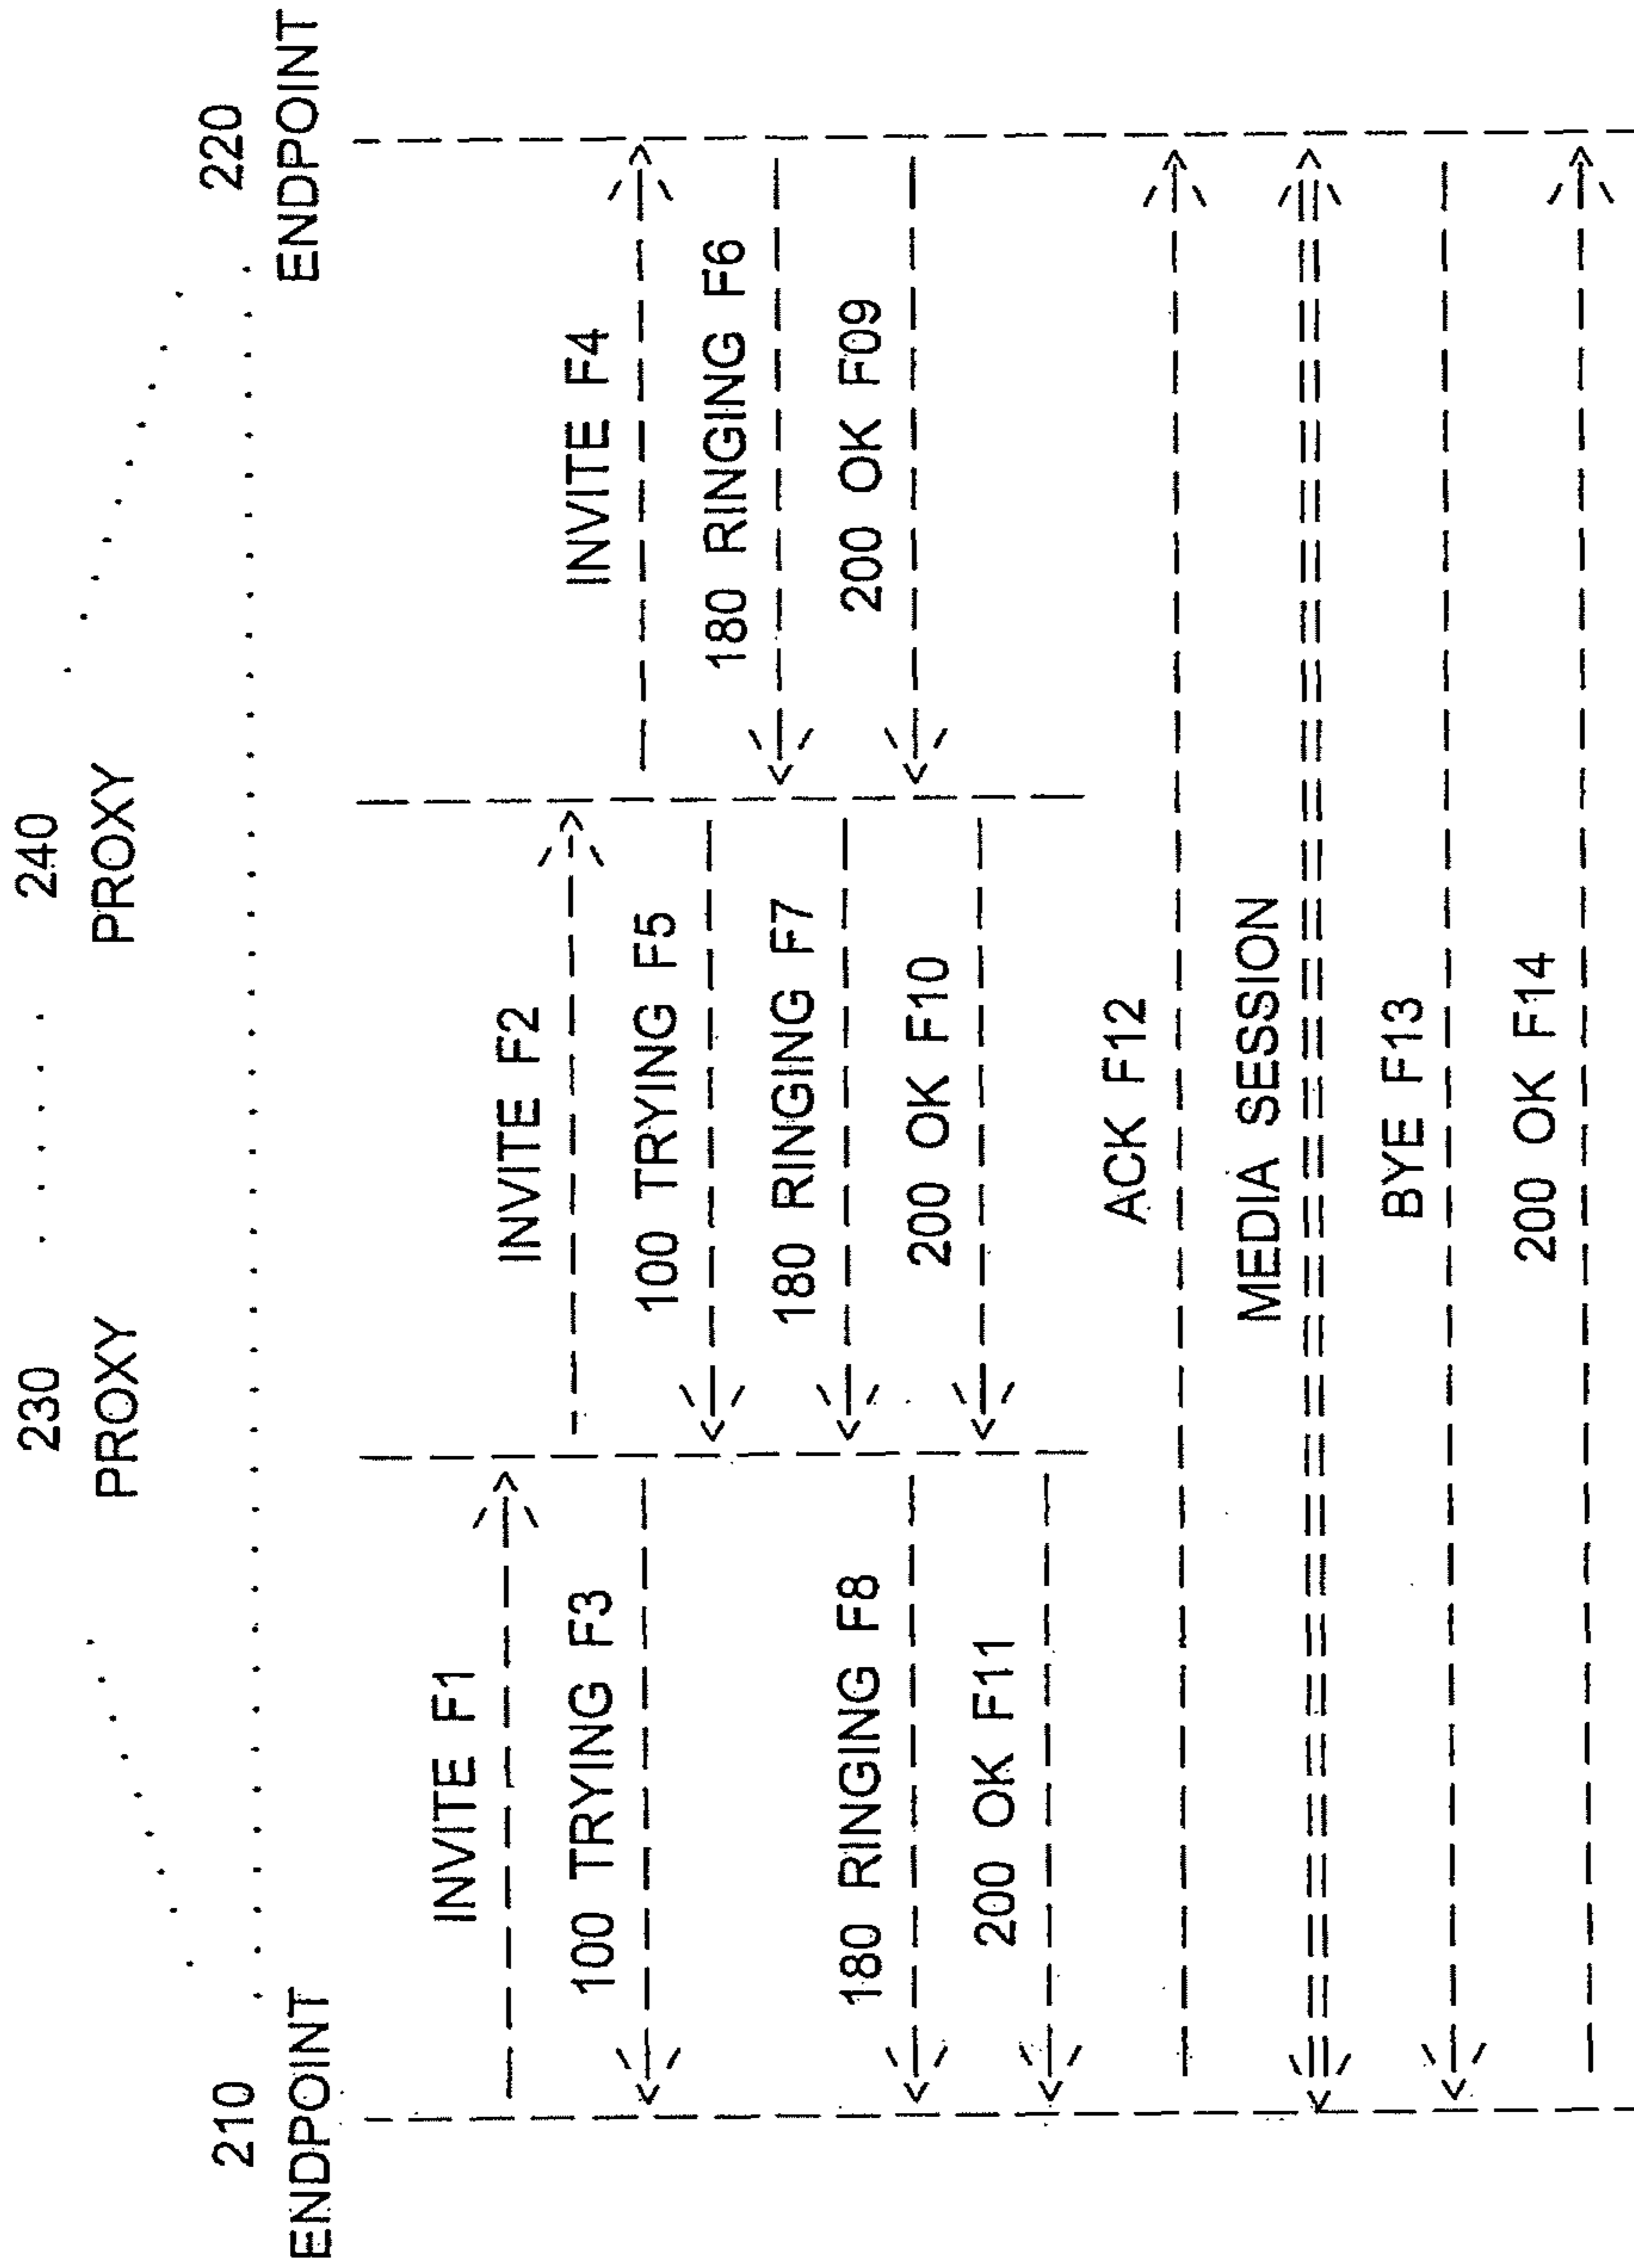 230
240
PROXY
PROXY
210
220
ENDPOINT
ENDPOINT
INVITE F1
INVITE F2
100 TRYING F3
INVITE F4
100 TRYING F5
180 RINGING F6
180 RINGING F7
180 RINGING F8
200 OK F09
200 OK F10
200 OK F11
ACK F12
MEDIA SESSION
BYE F13
200 OK F14